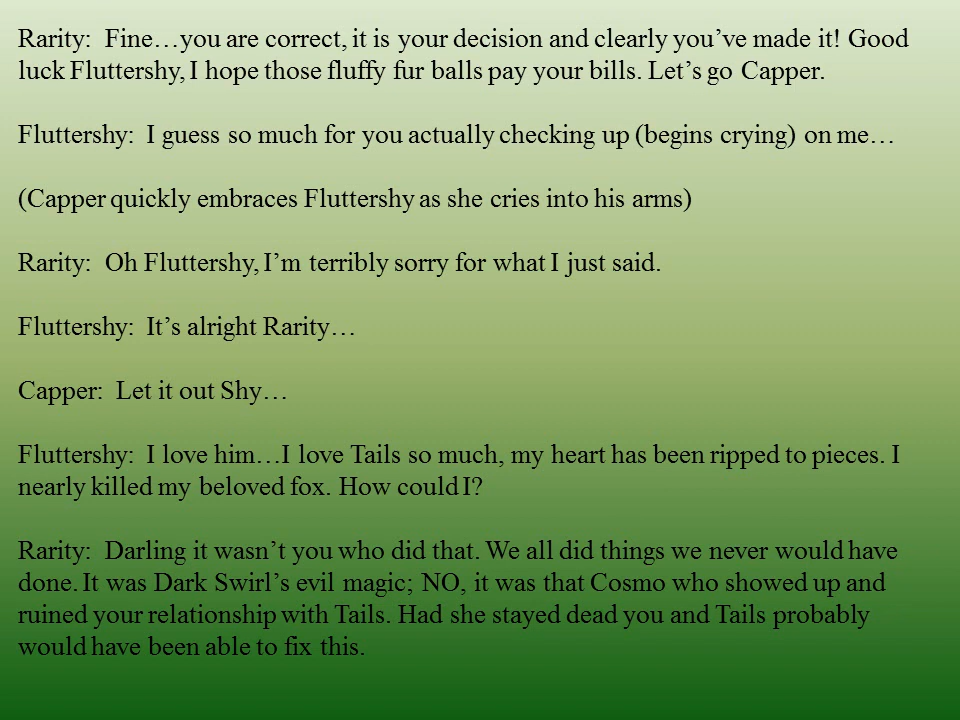 Rarity:  Fine…you are correct, it is your decision and clearly you’ve made it! Good
luck Fluttershy, I hope those fluffy fur balls pay your bills. Let’s go Capper.
Fluttershy:  I guess so much for you actually checking up (begins crying) on me…
(Capper quickly embraces Fluttershy as she cries into his arms)
Rarity:  Oh Fluttershy, I’m terribly sorry for what I just said.
Fluttershy:  It’s alright Rarity…
Capper:  Let it out Shy…
Fluttershy:  I love him…I love Tails so much, my heart has been ripped to pieces. I
nearly killed my beloved fox. How could I?
Rarity:  Darling it wasn’t you who did that. We all did things we never would have
done. It was Dark Swirl’s evil magic; NO, it was that Cosmo who showed up and
ruined your relationship with Tails. Had she stayed dead you and Tails probably
would have been able to fix this.